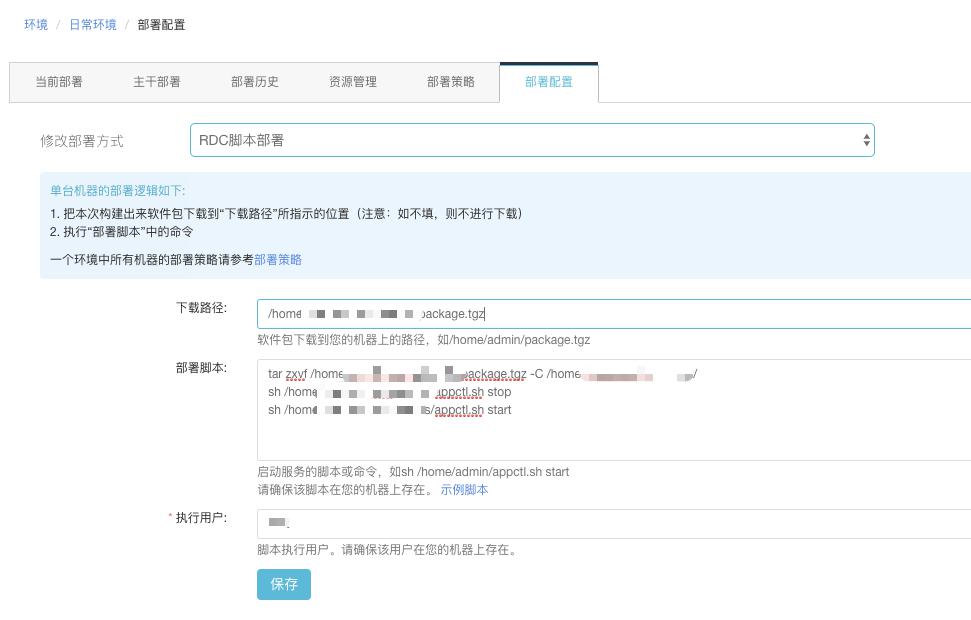 环境 / 日常环境 / 部署配置
当前部署 主干部署 部署历史 资源管理 部署策略 部署配置
修改部署方式 RDC脚本部署
单台机器的部署逻辑如下:
1. 把本次构建出来软件包下载到“下载路径”所指示的位置（注意：如不填，则不进行下载）
2. 执行“部署脚本”中的命令
一个环境中所有机器的部署策略请参考部署策略
下载路径: /home package.tgz
软件包下载到您的机器上的路径，如/home/admin/package.tgz
部署脚本: tar zxvf /home package.tgz -C /home /
sh /home appctl.sh stop
sh /home s/appctl.sh start
启动服务的脚本或命令，如sh /home/admin/appctl.sh start
请确保该脚本在您的机器上存在。 示例脚本
* 执行用户:
脚本执行用户。请确保该用户在您的机器上存在。
保存